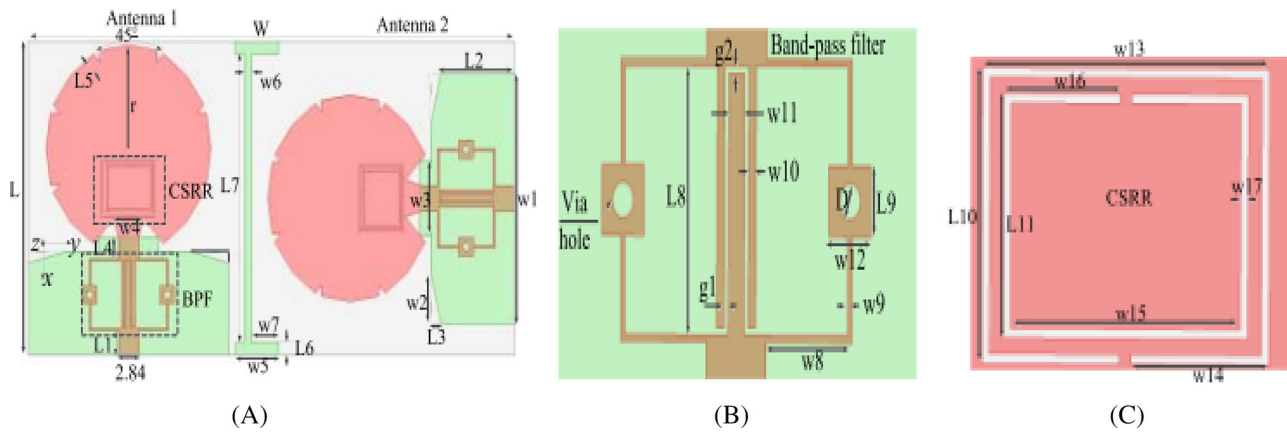 Antenna 1
W
Antenna 2
45°
L2
L5
w6
r
L
L7
CSRR
w3
w1
w4
z
y
L4
x
BPF
w2
L3
w7
L1
L6
w5
2.84
(A)
Band-pass filter
g2
w11
w10
L8
Via
hole
D
L9
w12
g1
w9
w8
(B)
w13
w16
w17
L10
L11
CSRR
w15
w14
(C)